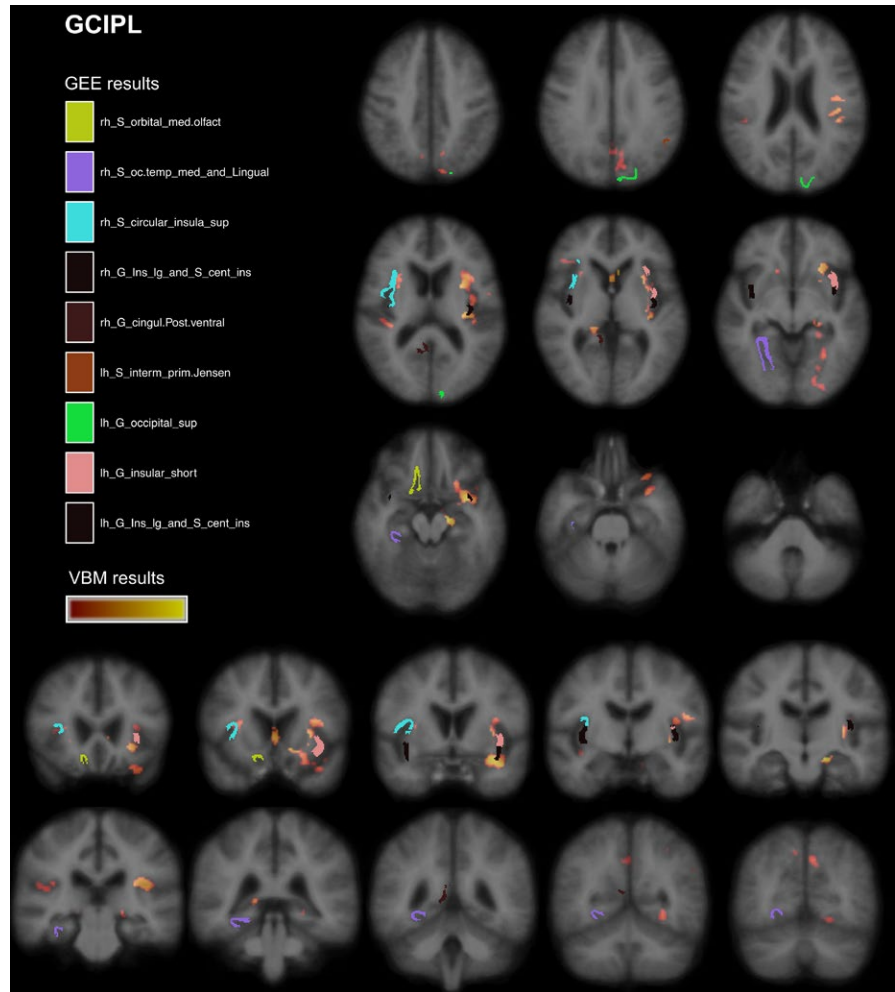 GCIPL
GEE results
rh_S_orbital_med.olfact
rh_S_oc.temp_med_and_Lingual
rh_S_circular_insula_sup
rh_G_Ins_lg_and_S_cent_ins
rh_G_cingul.Post.ventral
lh_S_interm_prim.Jensen
lh_G_occipital_sup
lh_G_insular_short
lh_G_Ins_lg_and_S_cent_ins
VBM results